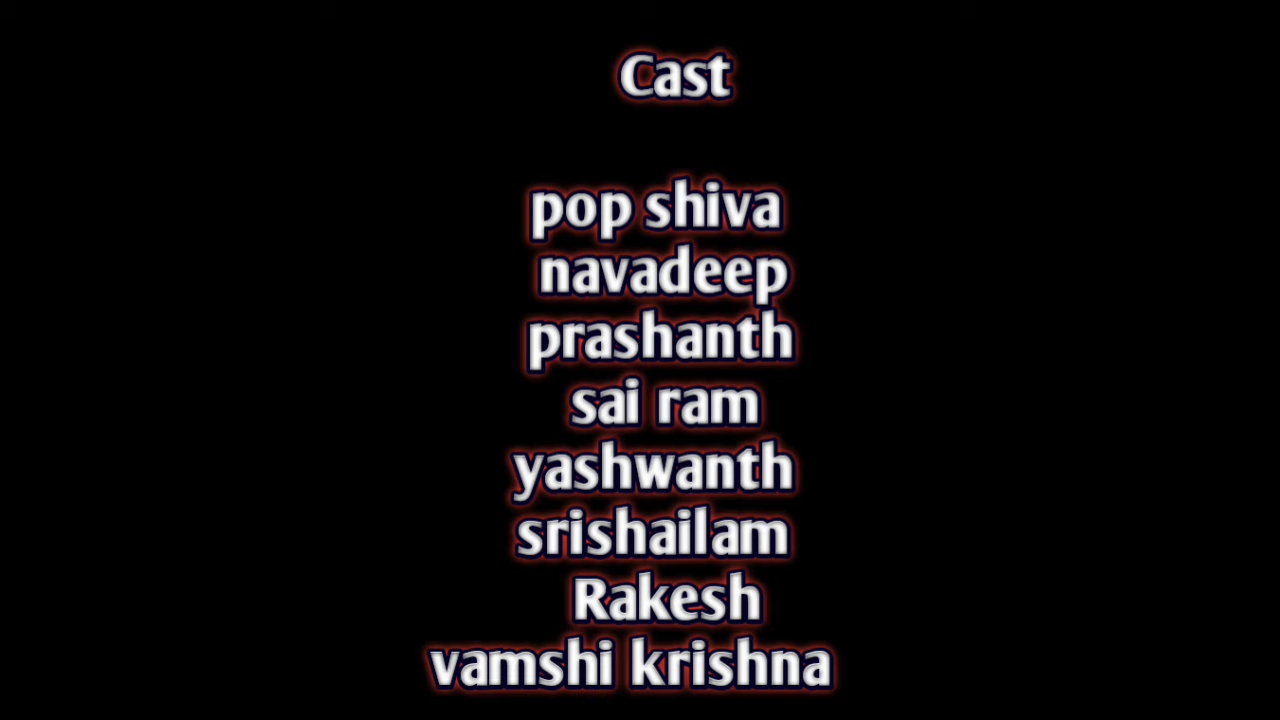 Cast
pop shiva
navadeep
prashanth
sai ram
yashwanth
srishailam
Rakesh
vamshi krishna